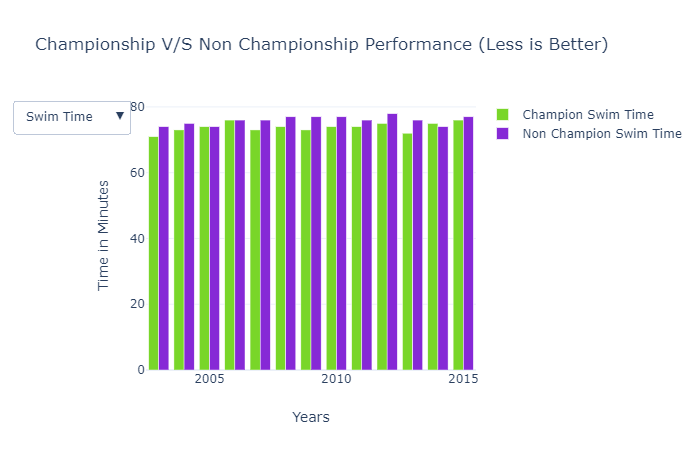 Championship V/S Non Championship Performance (Less is Better)
Swim Time ▼
Champion Swim Time
Non Champion Swim Time
80
60
40
20
0
Time in Minutes
2005 2010 2015
Years